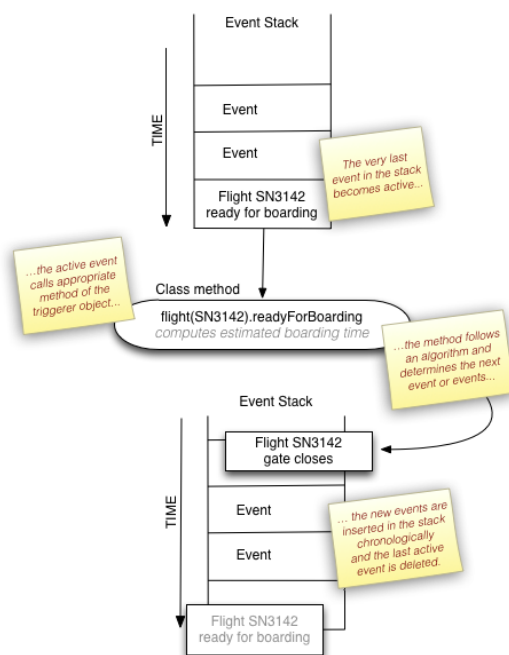 Event Stack
TIME
Event
Event
The very last
event in the stack
becomes active...
Flight SN3142
ready for boarding
...the active event
calls appropriate
method of the
triggerer object...
Class method
flight(SN3142).readyForBoarding
computes estimated boarding time
...the method follows
an algorithm and
determines the next
event or events...
Event Stack
TIME
Flight SN3142
gate closes
Event
Event
... the new events are
inserted in the stack
chronologically
and the last active
event is deleted.
Flight SN3142
ready for boarding